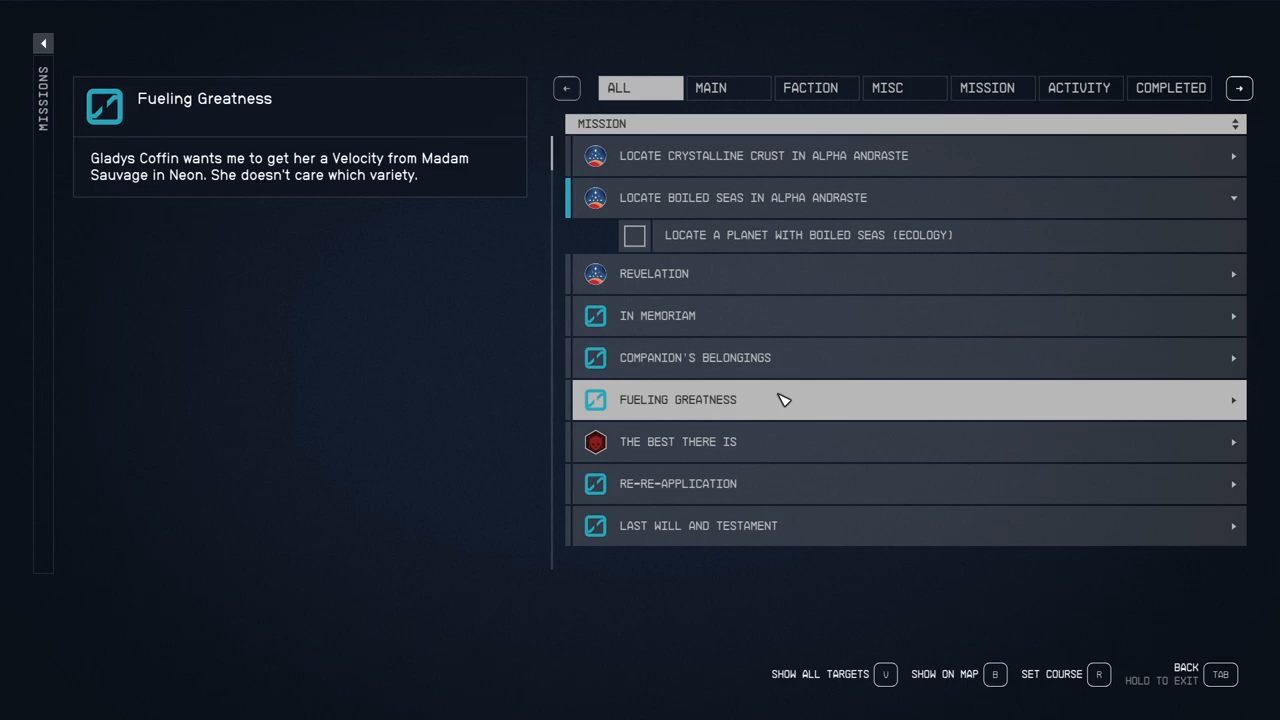 MISSIONS
Fueling Greatness
Gladys Coffin wants me to get her a Velocity from Madam
Sauvage in Neon. She doesn't care which variety.
ALL
MAIN
FACTION
MISC
MISSION
ACTIVITY
COMPLETED
MISSION
LOCATE CRYSTALLINE CRUST IN ALPHA ANDRASTE
LOCATE BOILED SEAS IN ALPHA ANDRASTE
LOCATE A PLANET WITH BOILED SEAS (ECOLOGY)
REVELATION
IN MEMORIAM
COMPANION'S BELONGINGS
FUELING GREATNESS
THE BEST THERE IS
RE-RE-APPLICATION
LAST WILL AND TESTAMENT
SHOW ALL TARGETS V
SHOW ON MAP B
SET COURSE R
BACK
HOLD TO EXIT
TAB